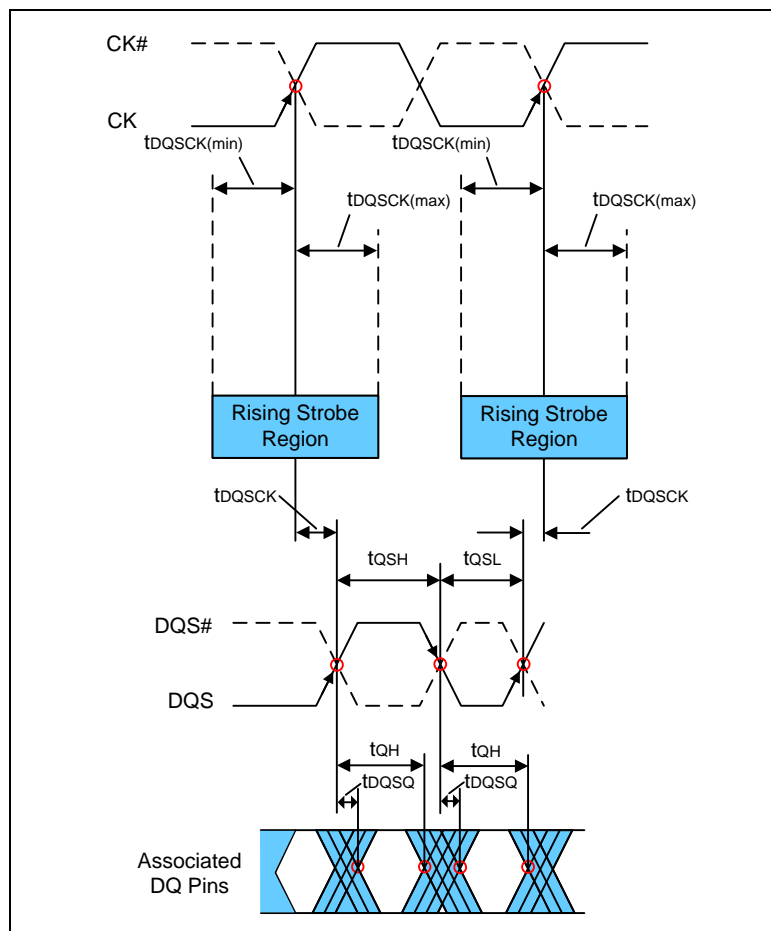 CK#
CK
tDQSCK(min)
tDQSCK(min)
tDQSCK(max)
tDQSCK(max)
Rising Strobe
Region
Rising Strobe
Region
tDQSCK
tDQSCK
tQSH
tQSL
DQS#
DQS
tQH
tQH
tDQSQ
tDQSQ
Associated
DQ Pins